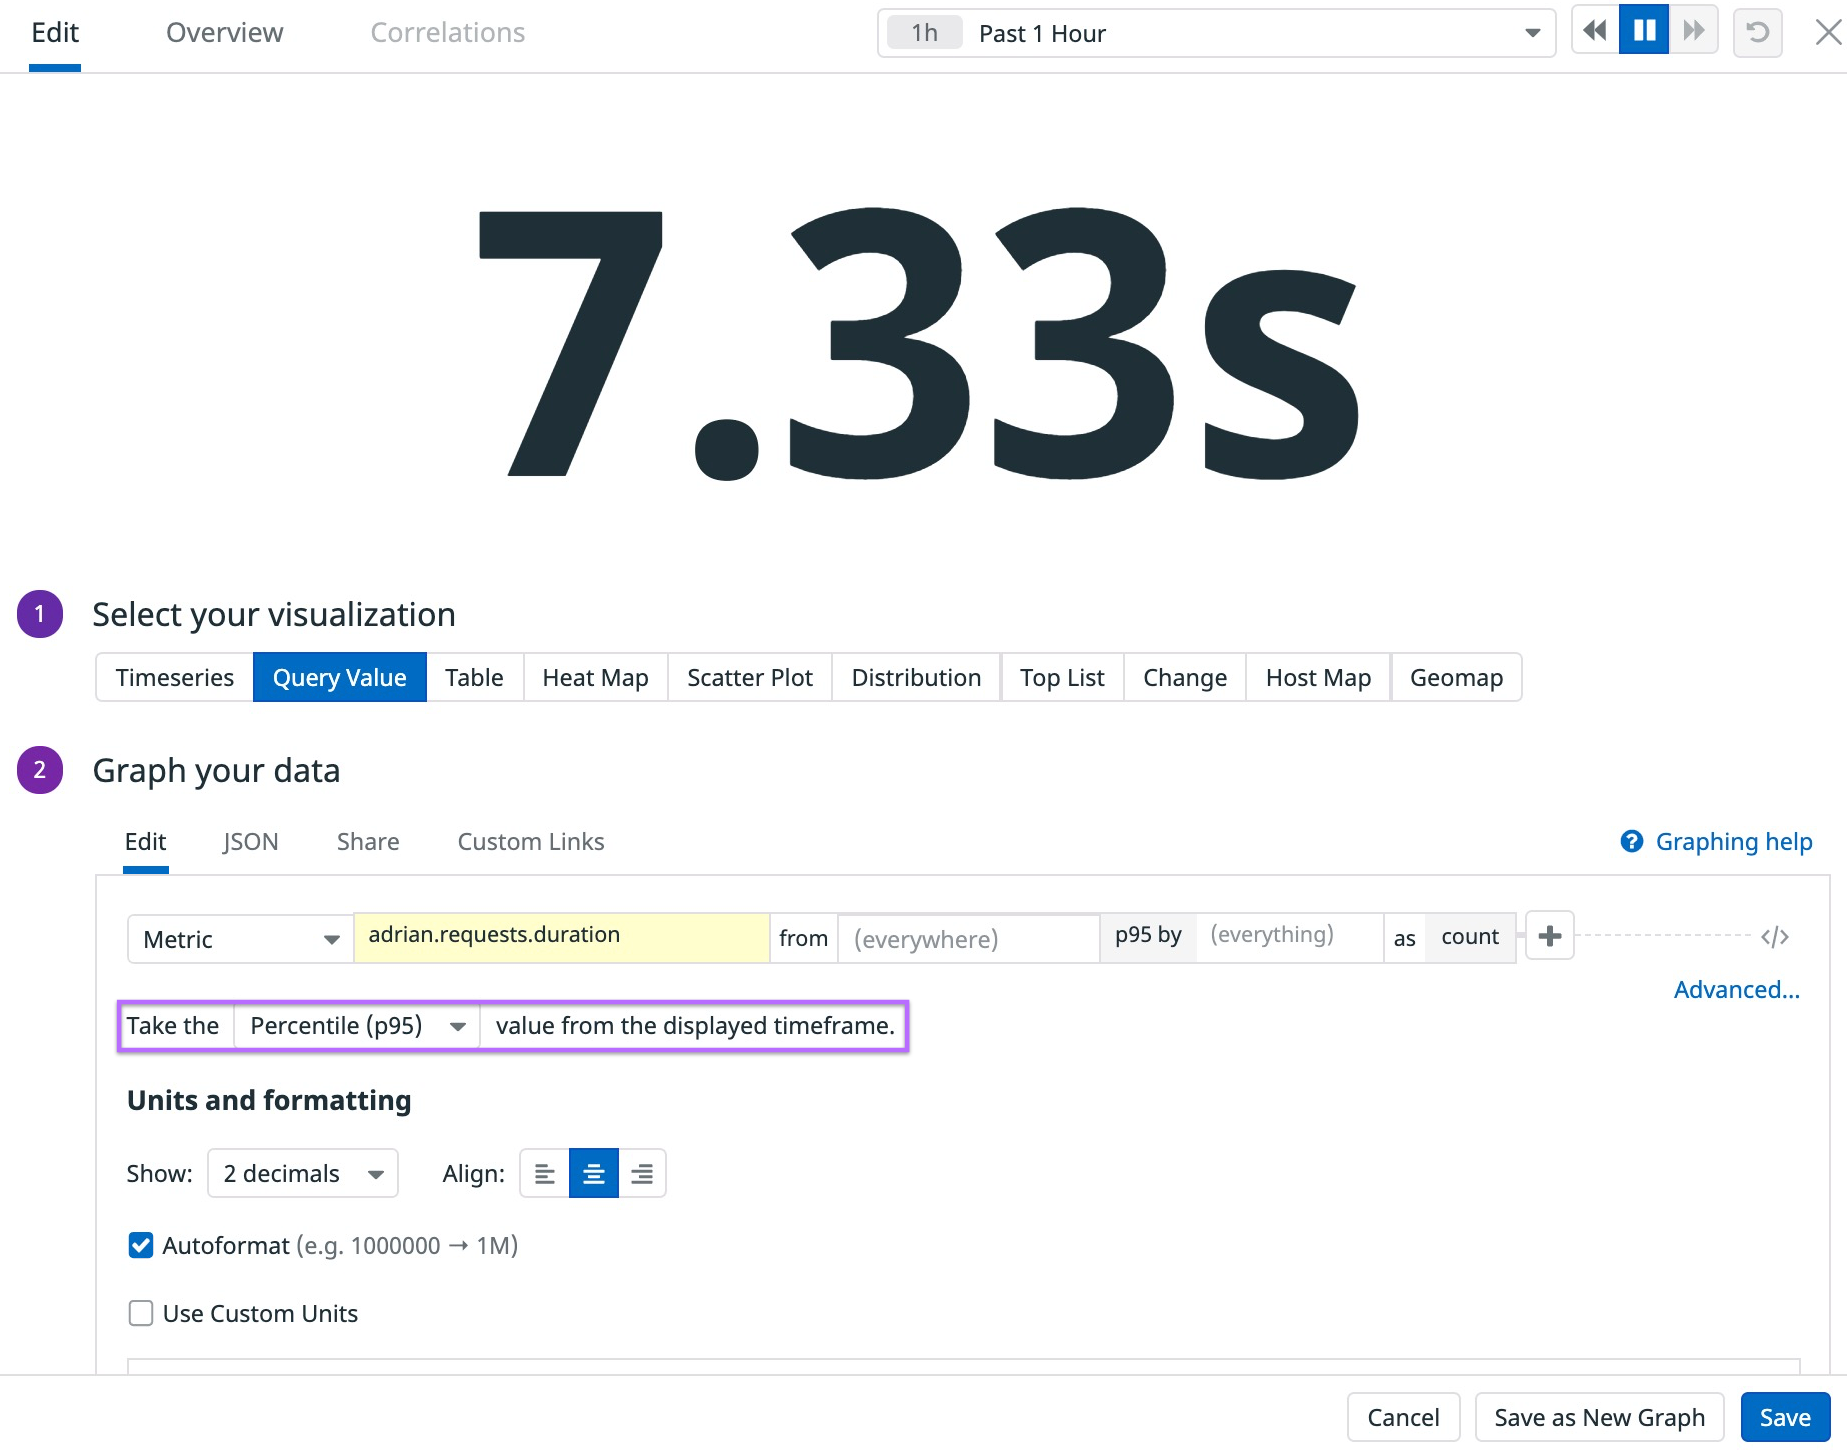 Edit Overview Correlations 1h Past 1 Hour
7.33s
1 Select your visualization
Timeseries Query Value Table Heat Map Scatter Plot Distribution Top List Change Host Map Geomap
2 Graph your data
Edit JSON Share Custom Links ? Graphing help
Metric adrian.requests.duration from (everywhere) p95 by (everything) as count + </>
Advanced...
Take the Percentile (p95) value from the displayed timeframe.
Units and formatting
Show: 2 decimals Align:
Autoformat (e.g. 1000000 → 1M)
Use Custom Units
Cancel Save as New Graph Save